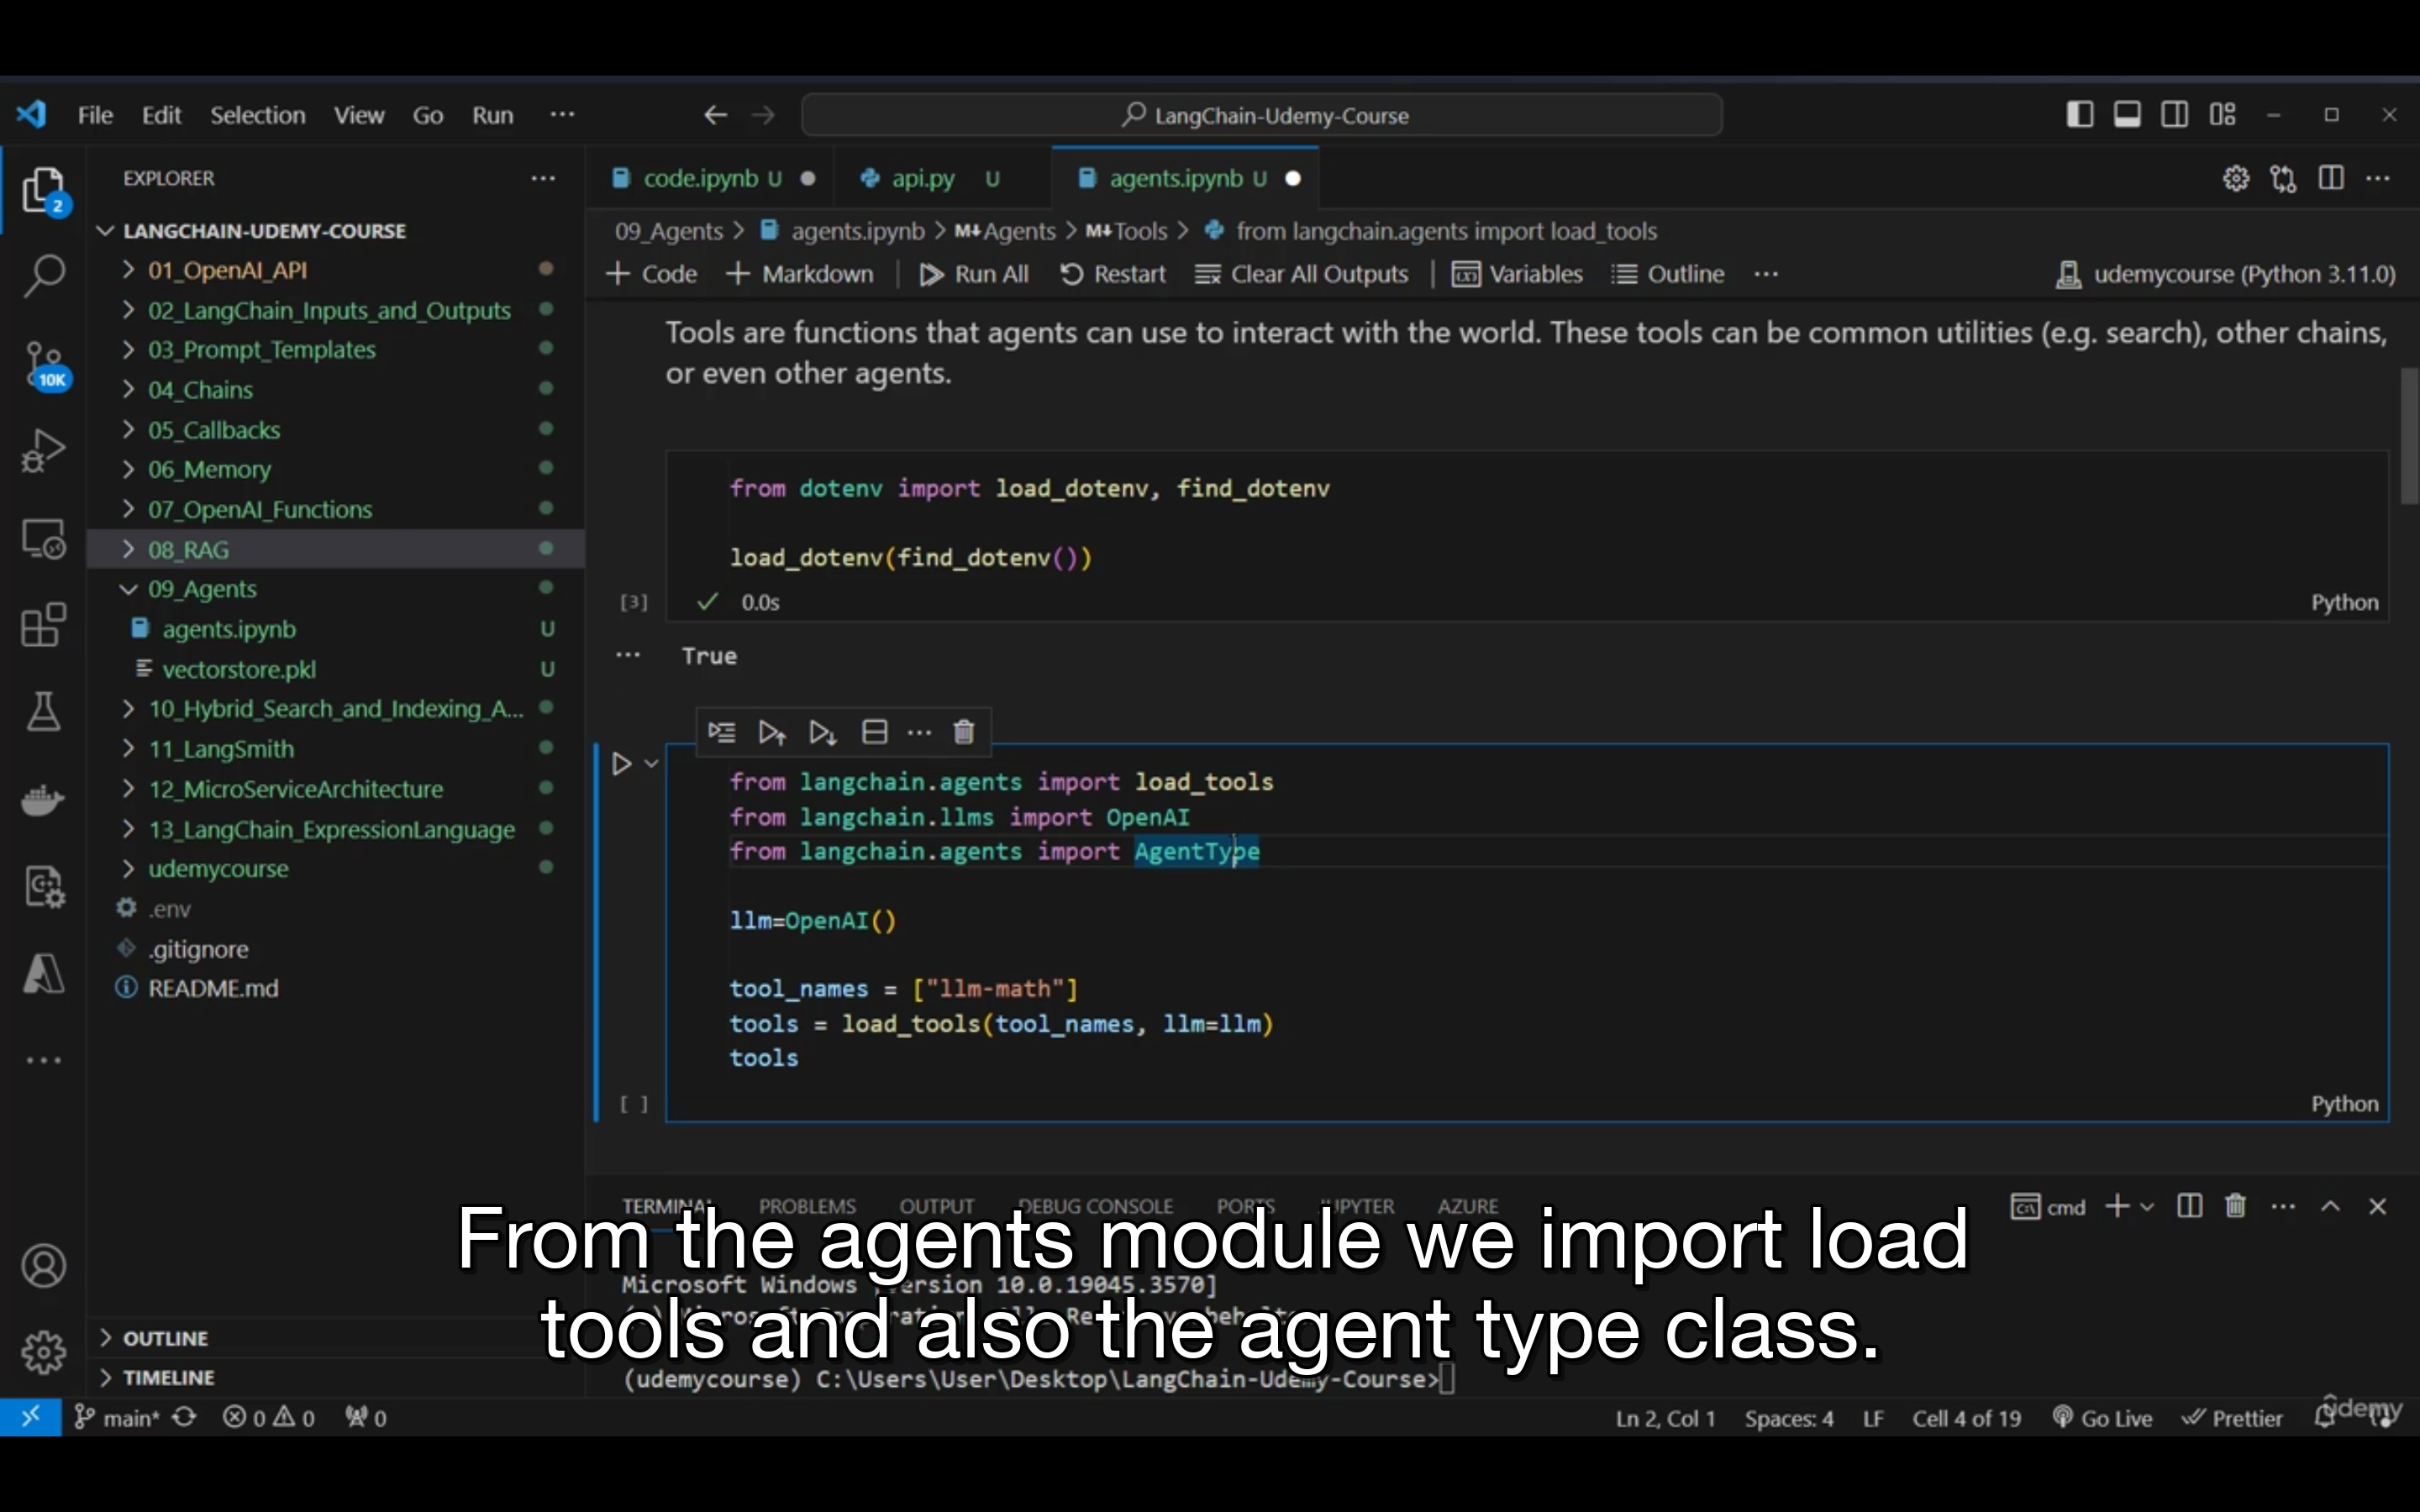 File Edit Selection View Go Run ··· LangChain-Udemy-Course
EXPLORER ···
2
10K
LANGCHAIN-UDEMY-COURSE
01_OpenAI_API
02_LangChain_Inputs_and_Outputs
03_Prompt_Templates
04_Chains
05_Callbacks
06_Memory
07_OpenAI_Functions
08_RAG
09_Agents
agents.ipynb U
vectorstore.pkl U
10_Hybrid_Search_and_Indexing_A...
11_LangSmith
12_MicroServiceArchitecture
13_LangChain_ExpressionLanguage
udemycourse
.env
.gitignore
README.md
OUTLINE
TIMELINE
code.ipynb U api.py U agents.ipynb U
09_Agents > agents.ipynb > M↓Agents > M↓Tools > from langchain.agents import load_tools
+ Code + Markdown | Run All Restart Clear All Outputs | Variables Outline ··· udemycourse (Python 3.11.0)
Tools are functions that agents can use to interact with the world. These tools can be common utilities (e.g. search), other chains,
or even other agents.
from dotenv import load_dotenv, find_dotenv
load_dotenv(find_dotenv())
[3] ✓ 0.0s Python
··· True
from langchain.agents import load_tools
from langchain.llms import OpenAI
from langchain.agents import AgentType
llm=OpenAI()
tool_names = ["llm-math"]
tools = load_tools(tool_names, llm=llm)
tools
[ ] Python
TERMINAL PROBLEMS OUTPUT DEBUG CONSOLE PORTS JUPYTER AZURE cmd
From the agents module we import load
Microsoft Windows [Version 10.0.19045.3570]
tools and also the agent type class.
(udemycourse) C:\Users\User\Desktop\LangChain-Udemy-Course>
main* 0 0 0 Ln 2, Col 1 Spaces: 4 LF Cell 4 of 19 Go Live Prettier
udemy